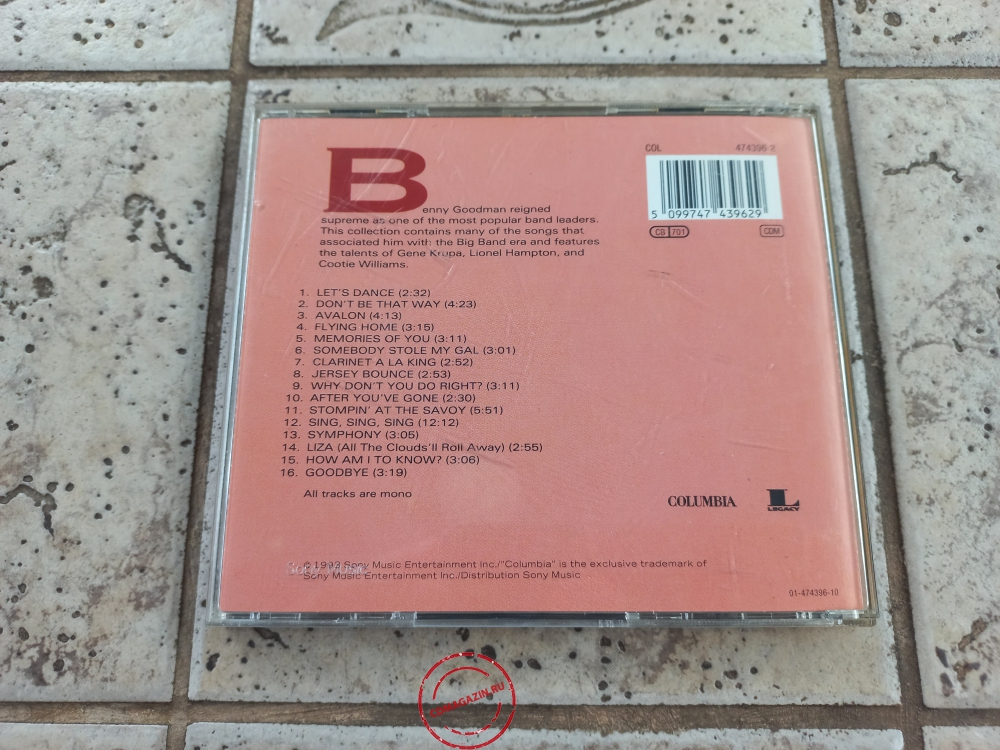 COL 474396-2
5 099747 439629
CB 701 CDM
Benny Goodman reigned
supreme as one of the most popular band leaders.
This collection contains many of the songs that
associated him with the Big Band era and features
the talents of Gene Krupa, Lionel Hampton, and
Cootie Williams.
1. LET'S DANCE (2:32)
2. DON'T BE THAT WAY (4:23)
3. AVALON (4:13)
4. FLYING HOME (3:15)
5. MEMORIES OF YOU (3:11)
6. SOMEBODY STOLE MY GAL (3:01)
7. CLARINET A LA KING (2:52)
8. JERSEY BOUNCE (2:53)
9. WHY DON'T YOU DO RIGHT? (3:11)
10. AFTER YOU'VE GONE (2:30)
11. STOMPIN' AT THE SAVOY (5:51)
12. SING, SING, SING (12:12)
13. SYMPHONY (3:05)
14. LIZA (All The Clouds'll Roll Away) (2:55)
15. HOW AM I TO KNOW? (3:06)
16. GOODBYE (3:19)
All tracks are mono
COLUMBIA
L
LEGACY
© 1993 Sony Music Entertainment Inc./"Columbia" is the exclusive trademark of
Sony Music Entertainment Inc./Distribution Sony Music
01-474396-10